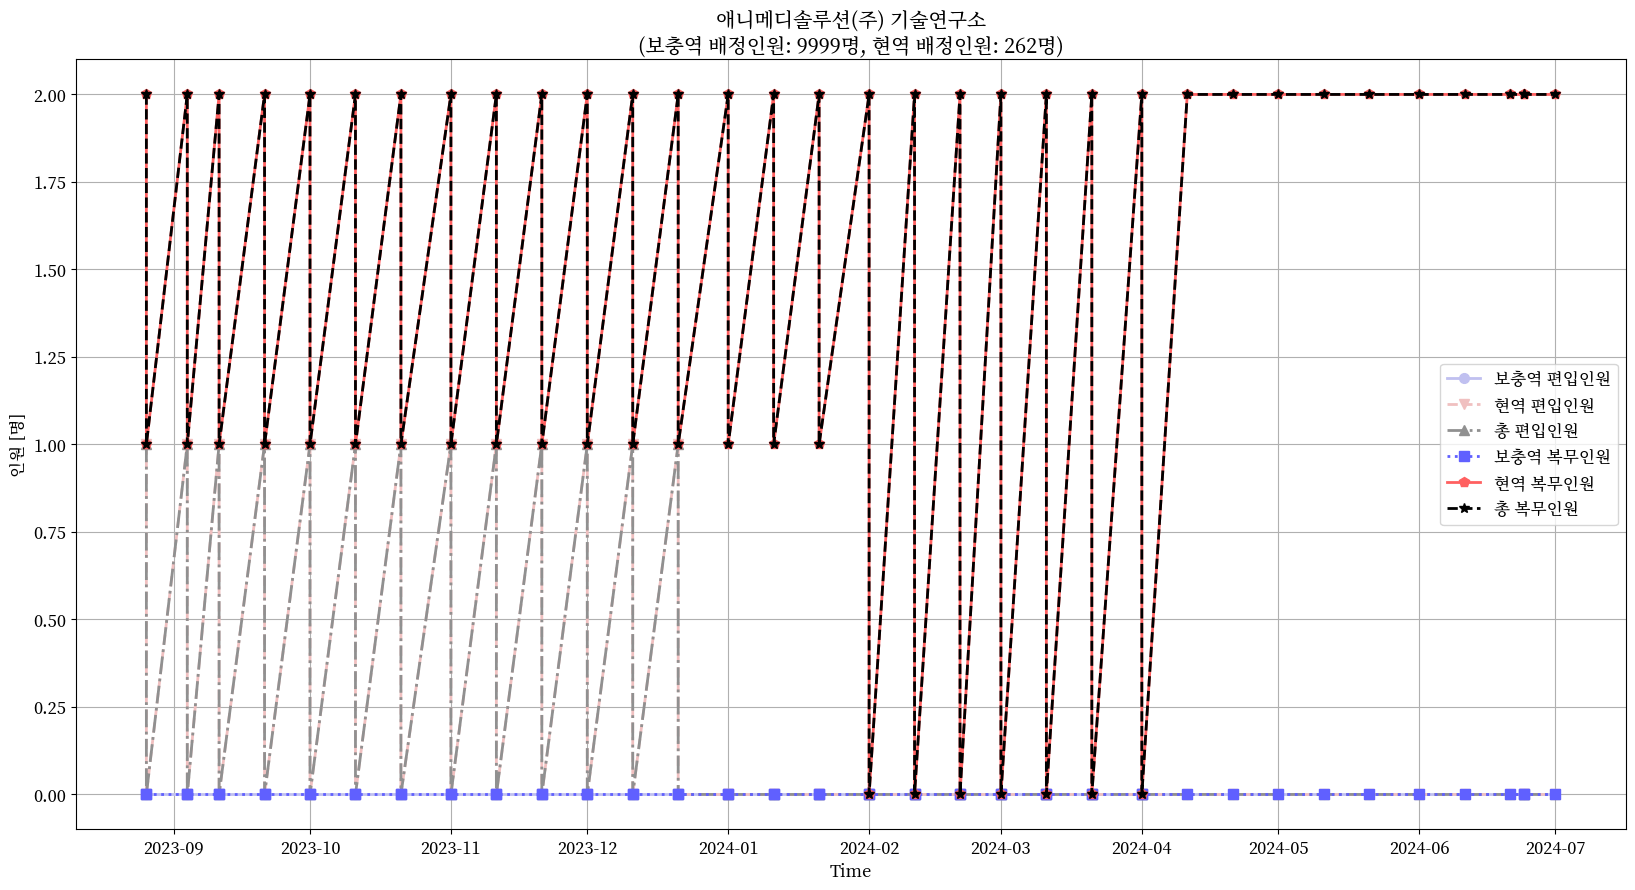 애니메디솔루션(주) 기술연구소
(보충역 배정인원: 9999명, 현역 배정인원: 262명)
인원 [명]
2.00
1.75
1.50
1.25
1.00
0.75
0.50
0.25
0.00
보충역 편입인원
현역 편입인원
총 편입인원
보충역 복무인원
현역 복무인원
총 복무인원
2023-09
2023-10
2023-11
2023-12
2024-01
2024-02
2024-03
2024-04
2024-05
2024-06
2024-07
Time